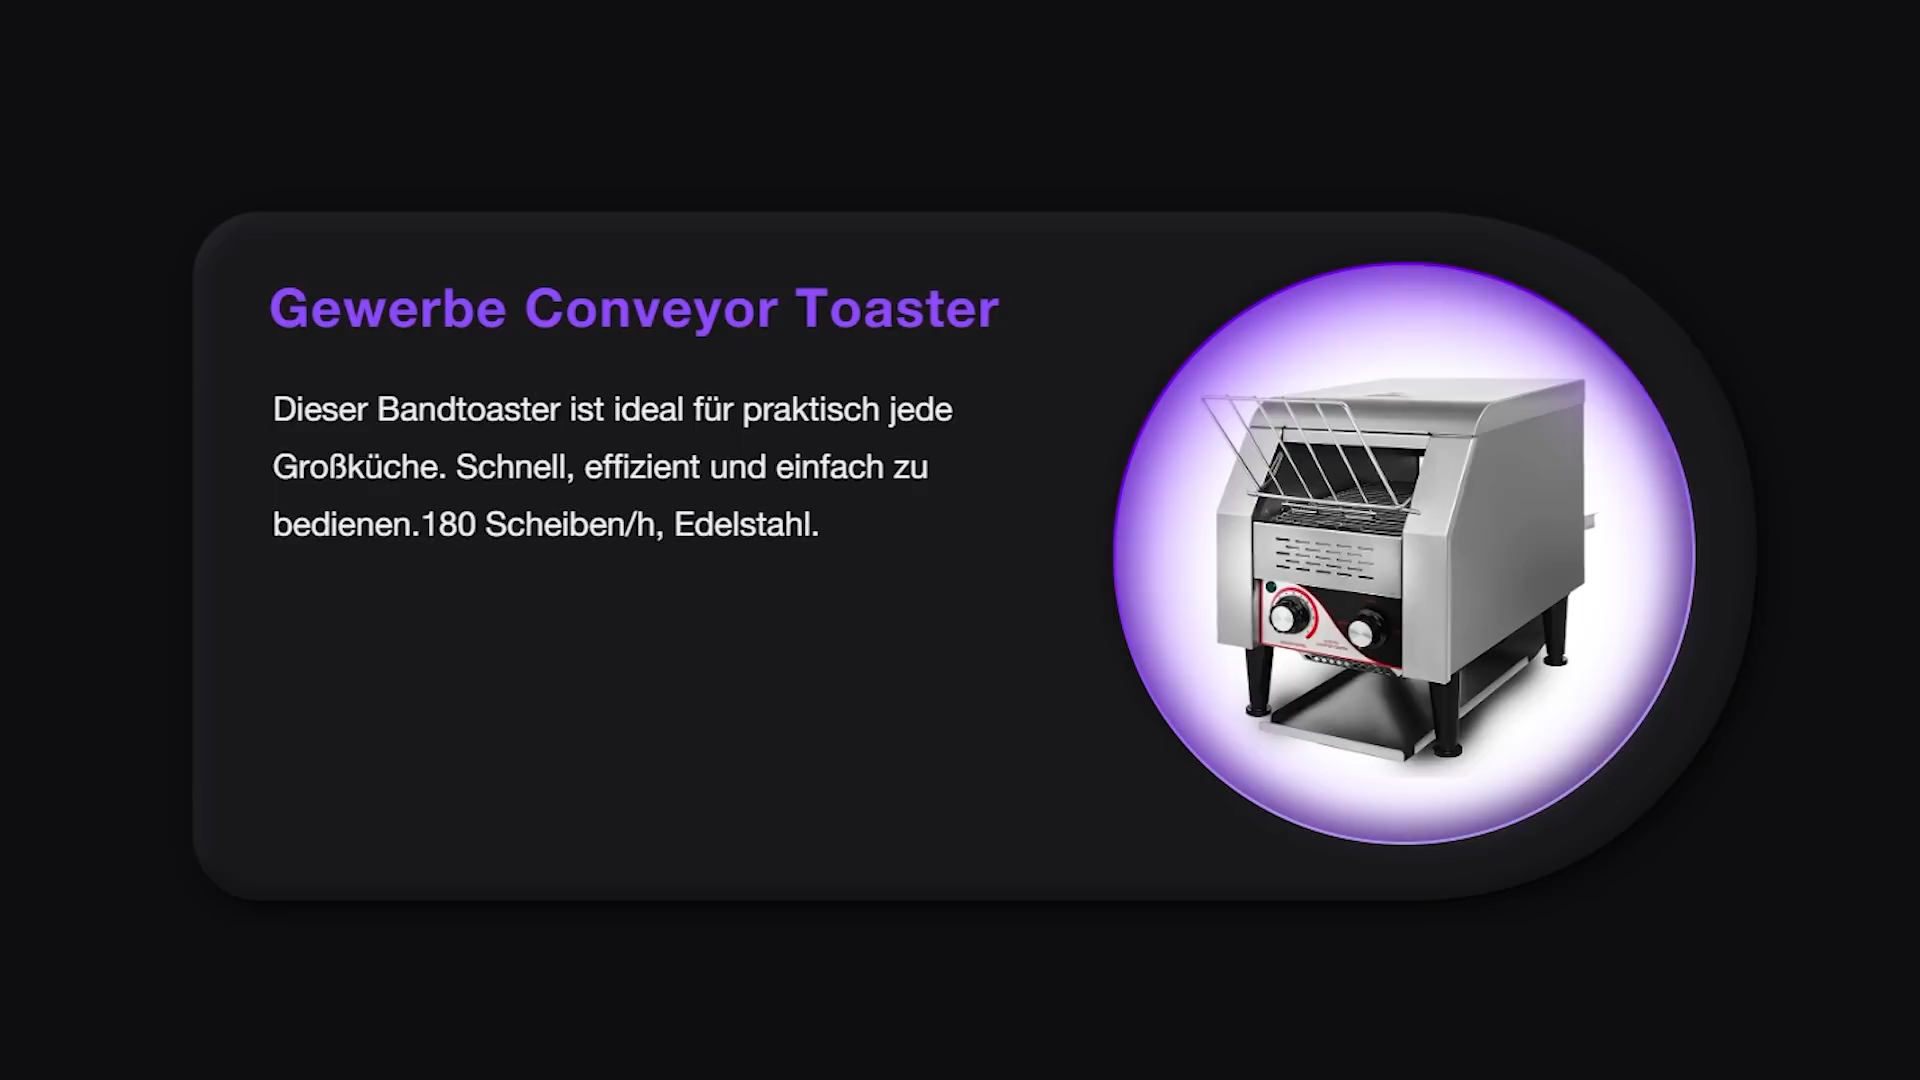 Gewerbe Conveyor Toaster
Dieser Bandtoaster ist ideal für praktisch jede
Großküche. Schnell, effizient und einfach zu
bedienen.180 Scheiben/h, Edelstahl.